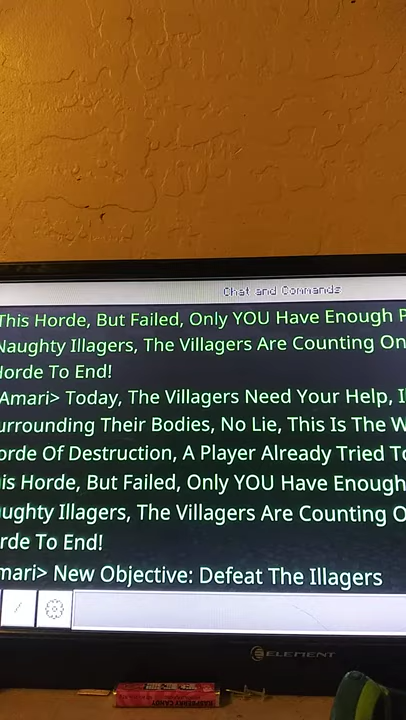 Chat and Commands
This Horde, But Failed, Only YOU Have Enough P
Naughty Illagers, The Villagers Are Counting On
Horde To End!
Amari> Today, The Villagers Need Your Help, Il
urrounding Their Bodies, No Lie, This Is The W
orde Of Destruction, A Player Already Tried To
is Horde, But Failed, Only YOU Have Enough
ughty Illagers, The Villagers Are Counting O
rde To End!
mari> New Objective: Defeat The Illagers
/
ELEMENT
RASPBERRY CANDY